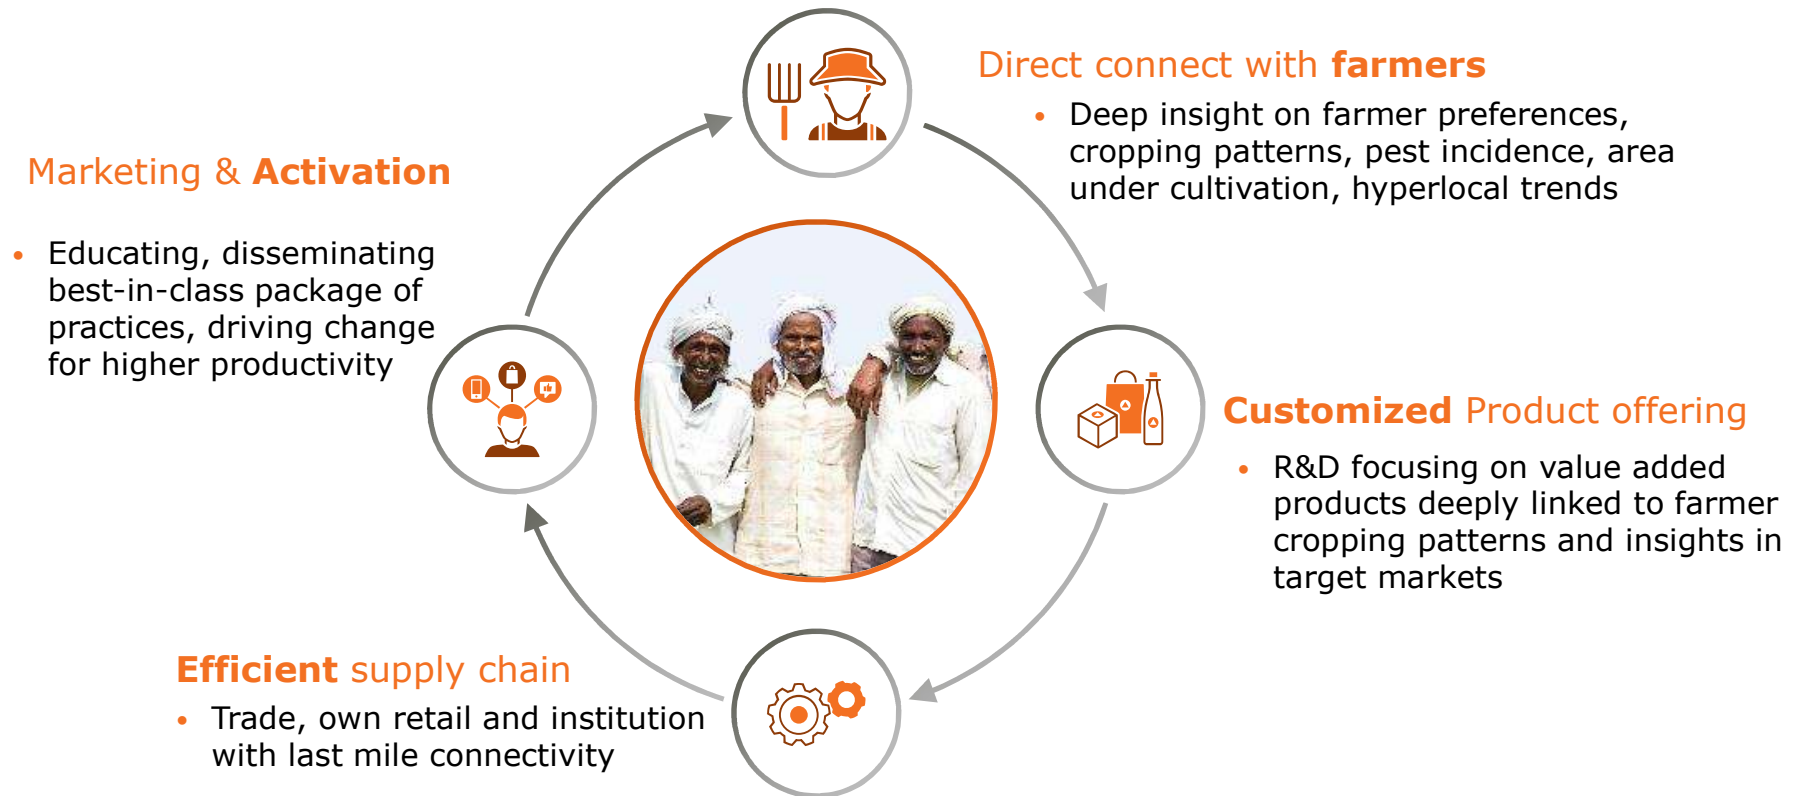 Direct connect with farmers
• Deep insight on farmer preferences,
cropping patterns, pest incidence, area
under cultivation, hyperlocal trends
Customized Product offering
• R&D focusing on value added
products deeply linked to farmer
cropping patterns and insights in
target markets
Efficient supply chain
• Trade, own retail and institution
with last mile connectivity
Marketing & Activation
• Educating, disseminating
best-in-class package of
practices, driving change
for higher productivity